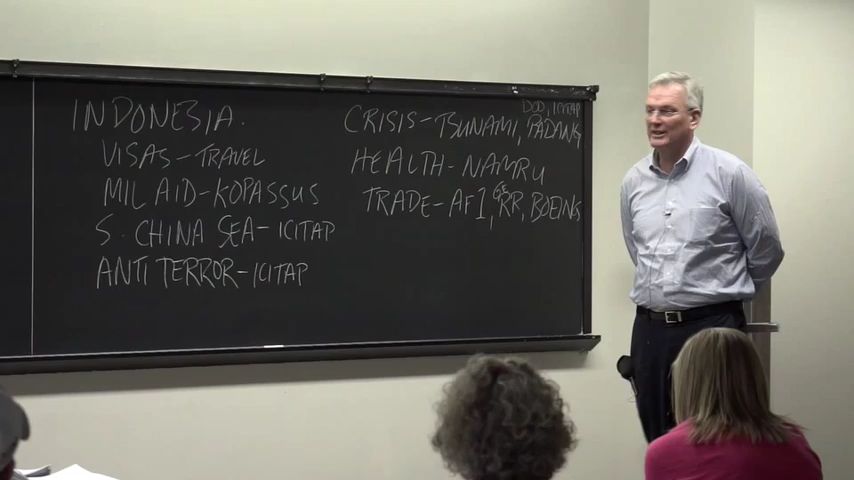 INDONESIA.
VISAS-TRAVEL
MIL AID-KOPASSUS
S. CHINA SEA-ICITAP
ANTI TERROR-ICITAP
DOD, ICITAP
CRISIS-TSUNAMI, PADANG
HEALTH-NAMRU
GE
TRADE-AF1, RR, BOEING